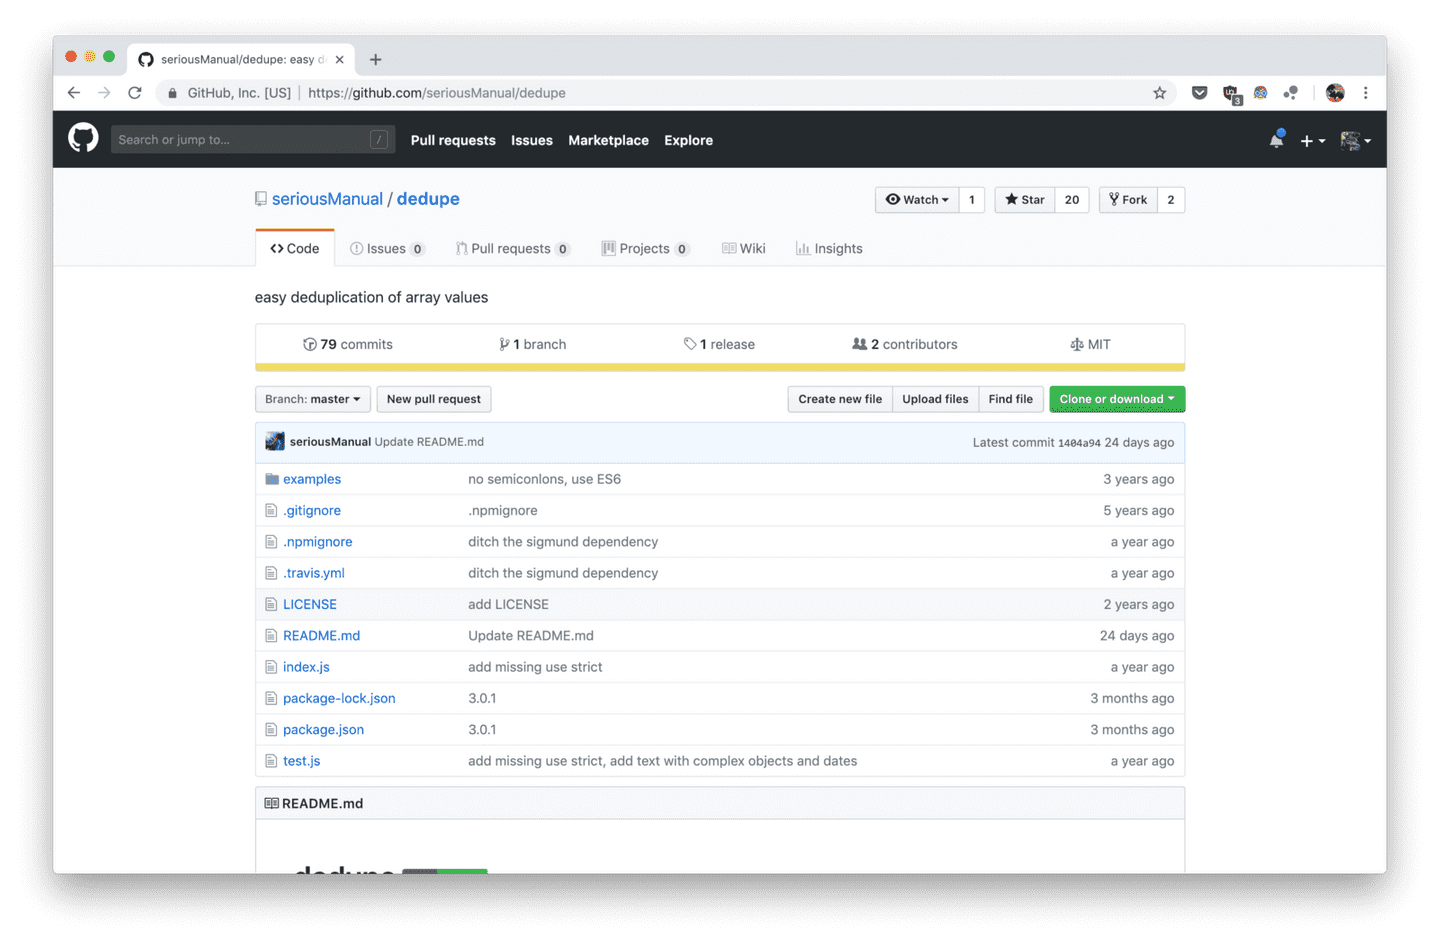 seriousManual/dedupe: easy d
GitHub, Inc. [US] | https://github.com/seriousManual/dedupe
3
Search or jump to... /
Pull requests Issues Marketplace Explore
seriousManual / dedupe
Watch 1 Star 20 Fork 2
Code Issues 0 Pull requests 0 Projects 0 Wiki Insights
easy deduplication of array values
79 commits 1 branch 1 release 2 contributors MIT
Branch: master New pull request Create new file Upload files Find file Clone or download
seriousManual Update README.md Latest commit 1404a94 24 days ago
examples no semiconlons, use ES6 3 years ago
.gitignore .npmignore 5 years ago
.npmignore ditch the sigmund dependency a year ago
.travis.yml ditch the sigmund dependency a year ago
LICENSE add LICENSE 2 years ago
README.md Update README.md 24 days ago
index.js add missing use strict a year ago
package-lock.json 3.0.1 3 months ago
package.json 3.0.1 3 months ago
test.js add missing use strict, add text with complex objects and dates a year ago
README.md
dedupe